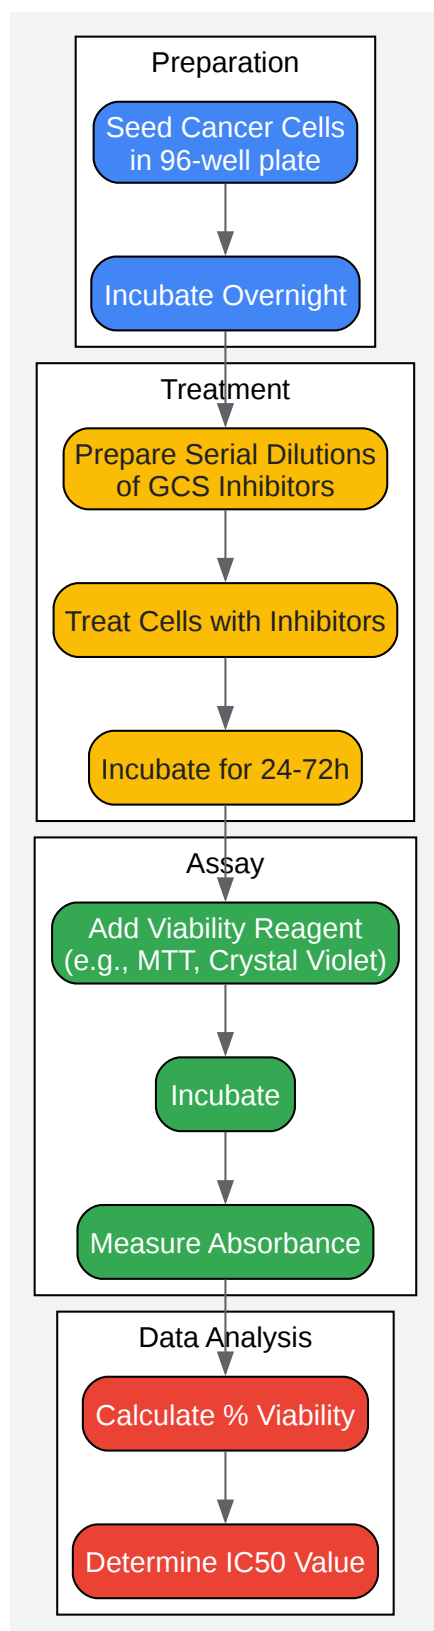 Preparation
Seed Cancer Cells
in 96-well plate
Incubate Overnight
Treatment
Prepare Serial Dilutions
of GCS Inhibitors
Treat Cells with Inhibitors
Incubate for 24-72h
Assay
Add Viability Reagent
(e.g., MTT, Crystal Violet)
Incubate
Measure Absorbance
Data Analysis
Calculate % Viability
Determine IC50 Value